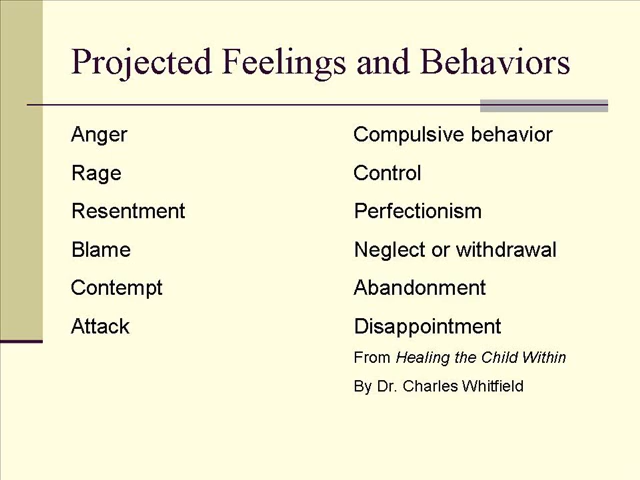 Projected Feelings and Behaviors
Anger
Rage
Resentment
Blame
Contempt
Attack
Compulsive behavior
Control
Perfectionism
Neglect or withdrawal
Abandonment
Disappointment
From Healing the Child Within
By Dr. Charles Whitfield